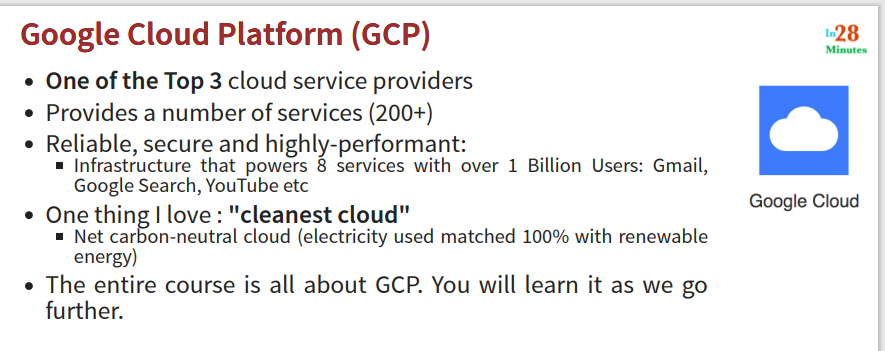 Google Cloud Platform (GCP)
In28
Minutes
• One of the Top 3 cloud service providers
• Provides a number of services (200+)
• Reliable, secure and highly-performant:
▪ Infrastructure that powers 8 services with over 1 Billion Users: Gmail,
Google Search, YouTube etc
• One thing I love : "cleanest cloud"
▪ Net carbon-neutral cloud (electricity used matched 100% with renewable
energy)
• The entire course is all about GCP. You will learn it as we go
further.
Google Cloud